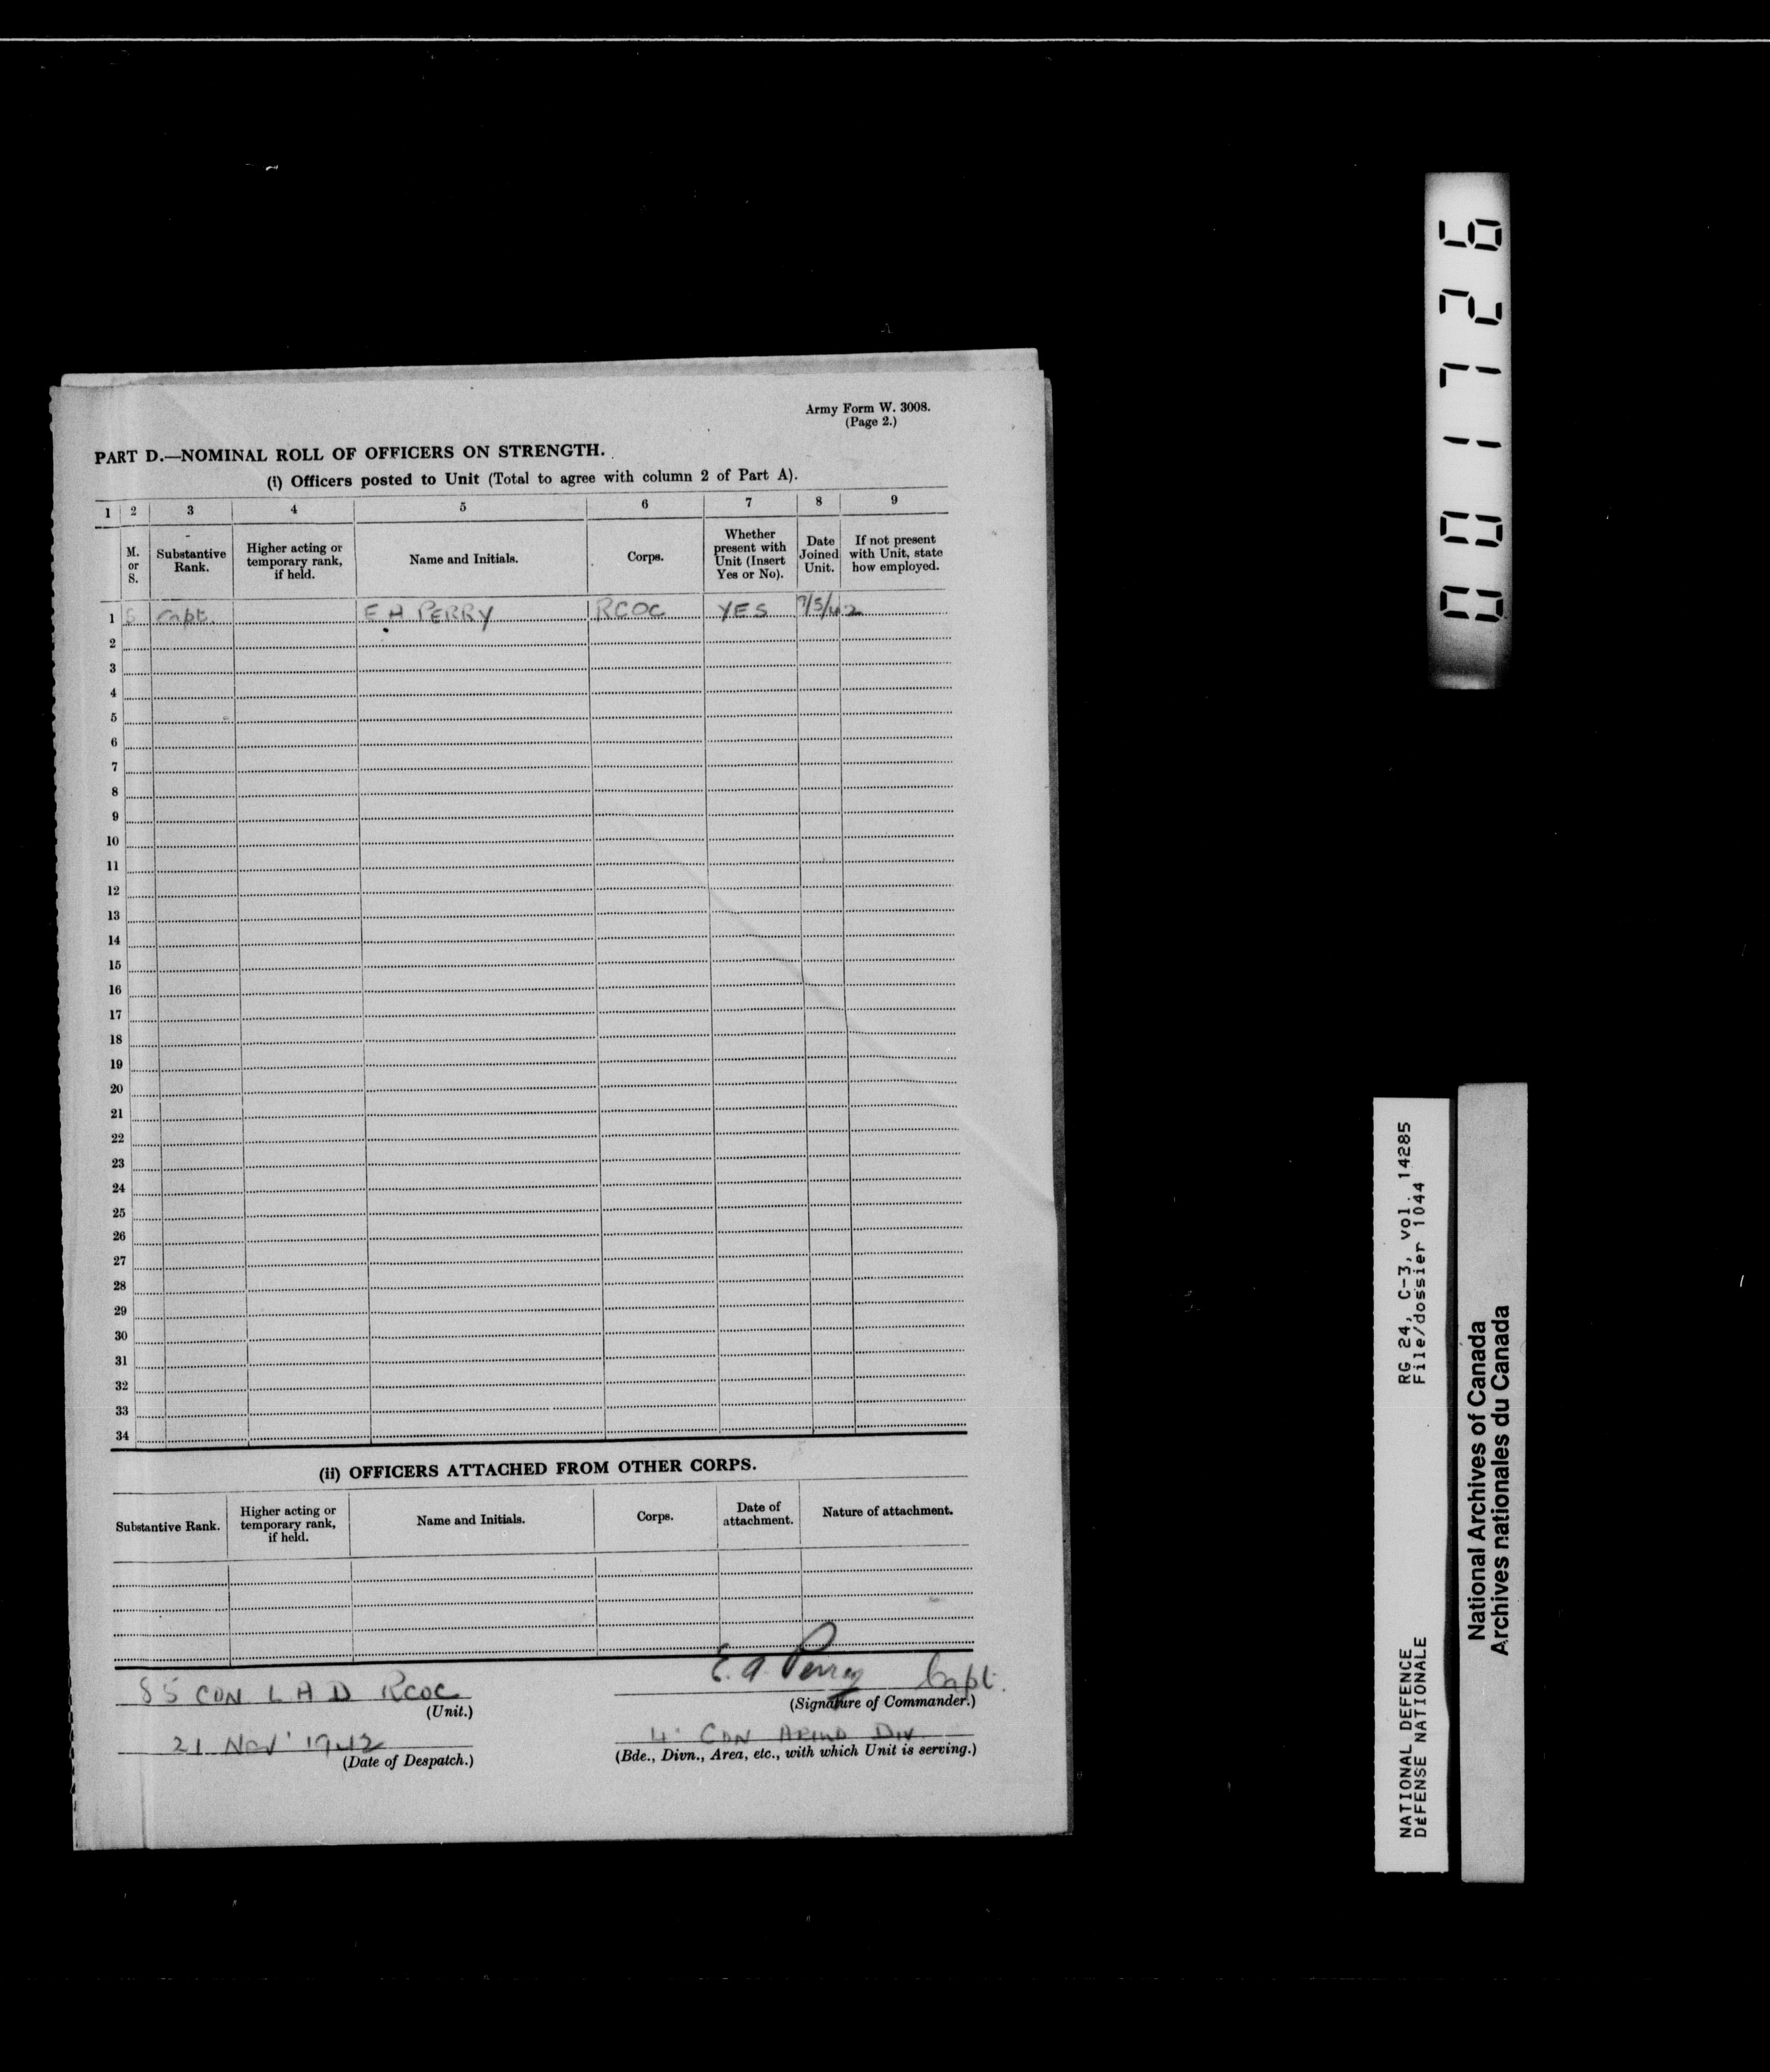 Army Form W. 3008.
(Page 2.)
PART D.—NOMINAL ROLL OF OFFICERS ON STRENGTH.
(i) Officers posted to Unit (Total to agree with column 2 of Part A).
1 2 3 4 5 6 7 8 9
M. or S. Substantive Rank. Higher acting or temporary rank, if held. Name and Initials. Corps. Whether present with Unit (Insert Yes or No). Date Joined Unit. If not present with Unit, state how employed.
1 S Capt. E A PERRY RCOC YES 7/5/42
2
3
4
5
6
7
8
9
10
11
12
13
14
15
16
17
18
19
20
21
22
23
24
25
26
27
28
29
30
31
32
33
34
(ii) OFFICERS ATTACHED FROM OTHER CORPS.
Substantive Rank. Higher acting or temporary rank, if held. Name and Initials. Corps. Date of attachment. Nature of attachment.
E. A. Perry Capt.
85 CDN L A D RCOC
(Unit.)
(Signature of Commander.)
21 NOV 1942
(Date of Despatch.)
4 CDN ARMD DIV.
(Bde., Divn., Area, etc., with which Unit is serving.)
001726
RG 24, C-3, vol. 14285
File/dossier 1044
NATIONAL DEFENCE
DÉFENSE NATIONALE
National Archives of Canada
Archives nationales du Canada